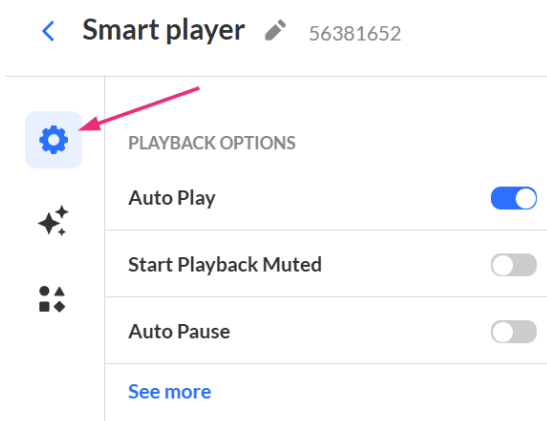 Smart player 56381652
PLAYBACK OPTIONS
Auto Play
Start Playback Muted
Auto Pause
See more